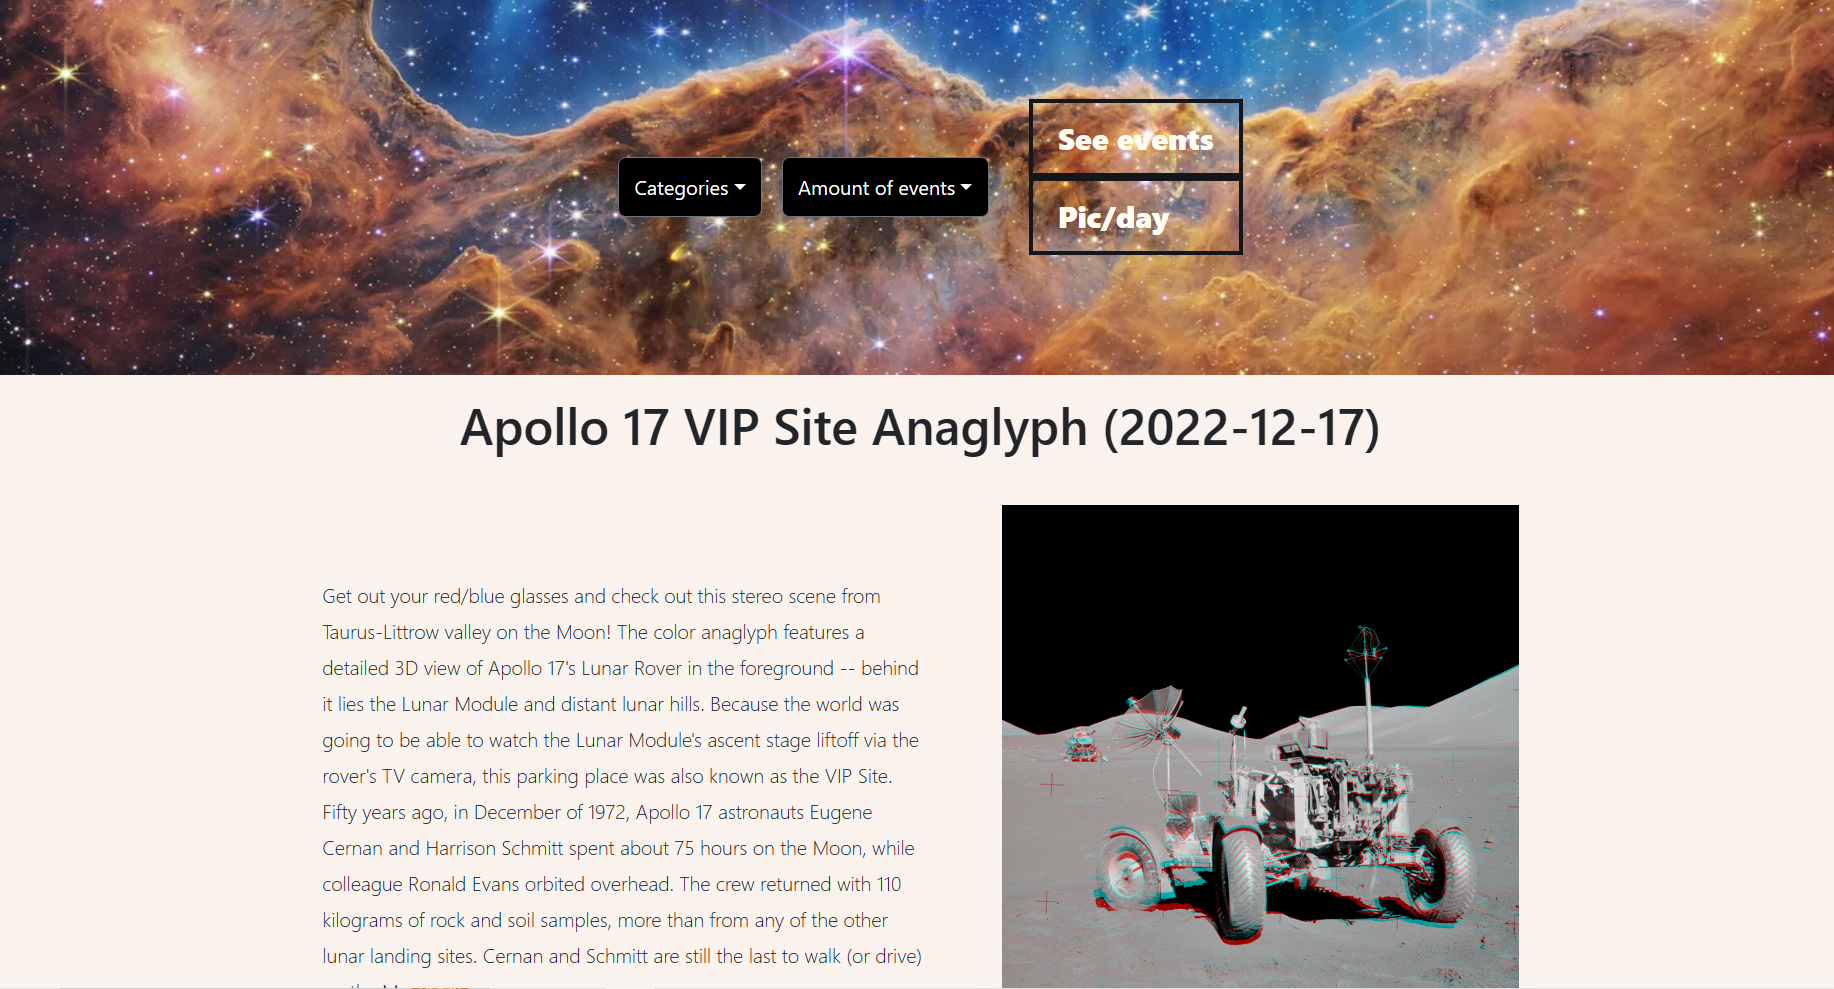 See events
Categories
Amount of events
Pic/day
Apollo 17 VIP Site Anaglyph (2022-12-17)
Get out your red/blue glasses and check out this stereo scene from
Taurus-Littrow valley on the Moon! The color anaglyph features a
detailed 3D view of Apollo 17's Lunar Rover in the foreground -- behind
it lies the Lunar Module and distant lunar hills. Because the world was
going to be able to watch the Lunar Module's ascent stage liftoff via the
rover's TV camera, this parking place was also known as the VIP Site.
Fifty years ago, in December of 1972, Apollo 17 astronauts Eugene
Cernan and Harrison Schmitt spent about 75 hours on the Moon, while
colleague Ronald Evans orbited overhead. The crew returned with 110
kilograms of rock and soil samples, more than from any of the other
lunar landing sites. Cernan and Schmitt are still the last to walk (or drive)